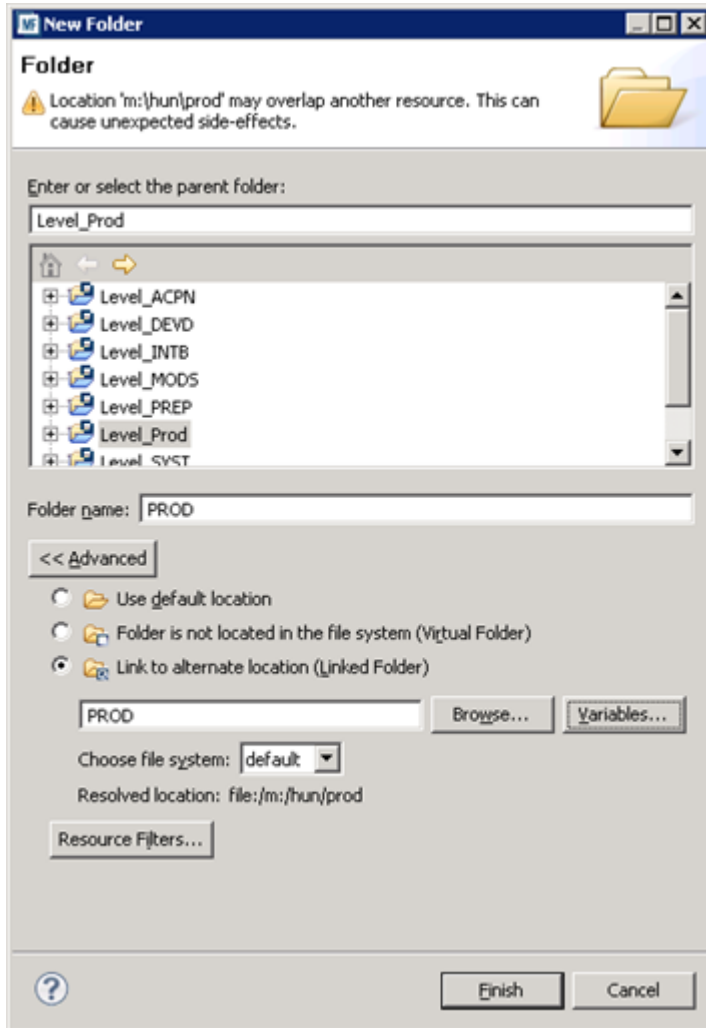 New Folder
Folder
Location 'm:\hun\prod' may overlap another resource. This can
cause unexpected side-effects.
Enter or select the parent folder:
Level_Prod
Level_ACPN
Level_DEVD
Level_INTB
Level_MODS
Level_PREP
Level_Prod
Level_SYST
Folder name: PROD
<< Advanced
Use default location
Folder is not located in the file system (Virtual Folder)
Link to alternate location (Linked Folder)
PROD Browse... Variables...
Choose file system: default
Resolved location: file:/m:/hun/prod
Resource Filters...
Finish Cancel